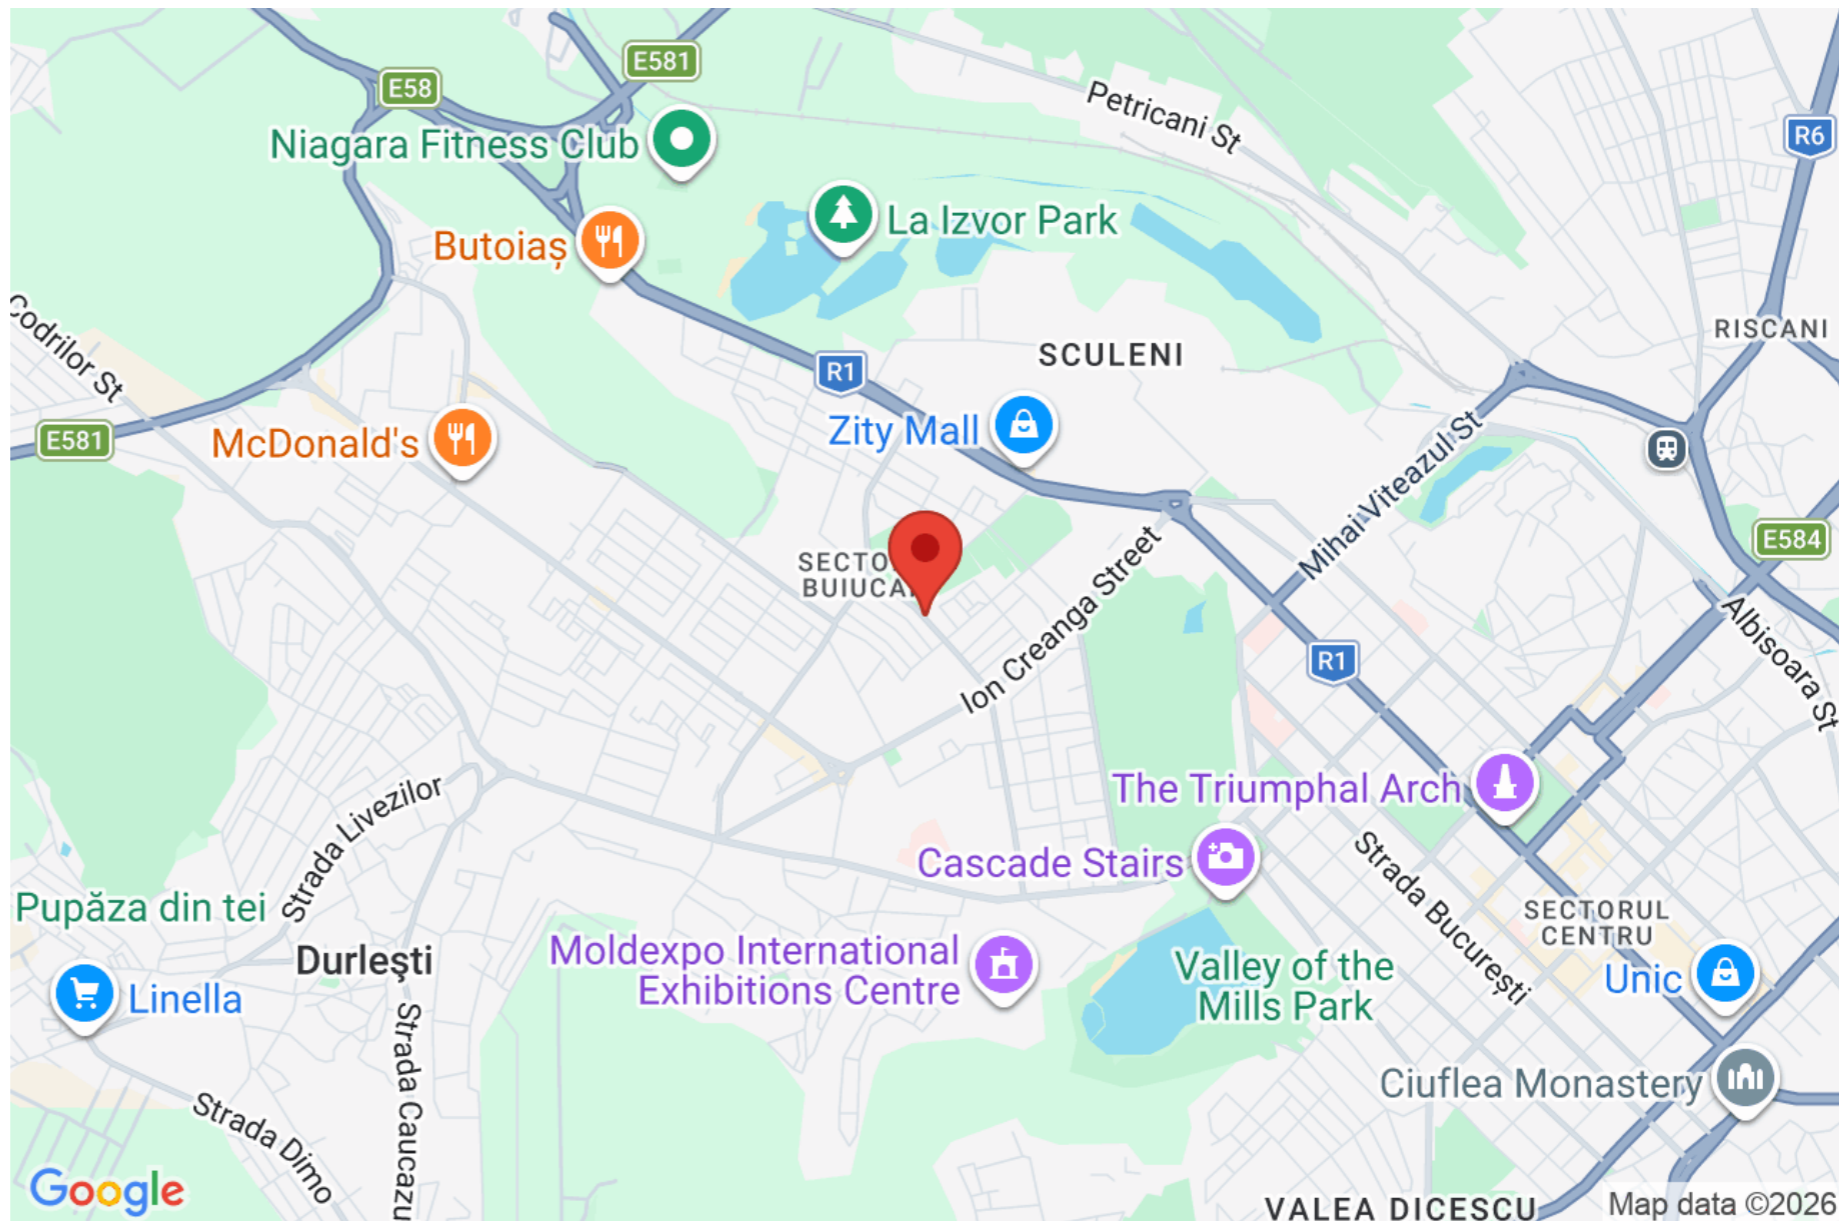 E581
E58
Petricani St
R6
Niagara Fitness Club
La Izvor Park
Butoiaș
Codrilor St
RISCANI
SCULENI
R1
Zity Mall
E581
McDonald's
Mihai Viteazul St
E584
SECTO
BUIUCA
Ion Creanga Street
Albisoara St
R1
The Triumphal Arch
Strada Livezilor
Cascade Stairs
Strada București
Pupăza din tei
SECTORUL
CENTRU
Durleşti
Moldexpo International
Exhibitions Centre
Valley of the
Mills Park
Unic
Linella
Strada Caucazu
Ciuflea Monastery
Strada Dimo
Google
VALEA DICESCU
Map data ©2026